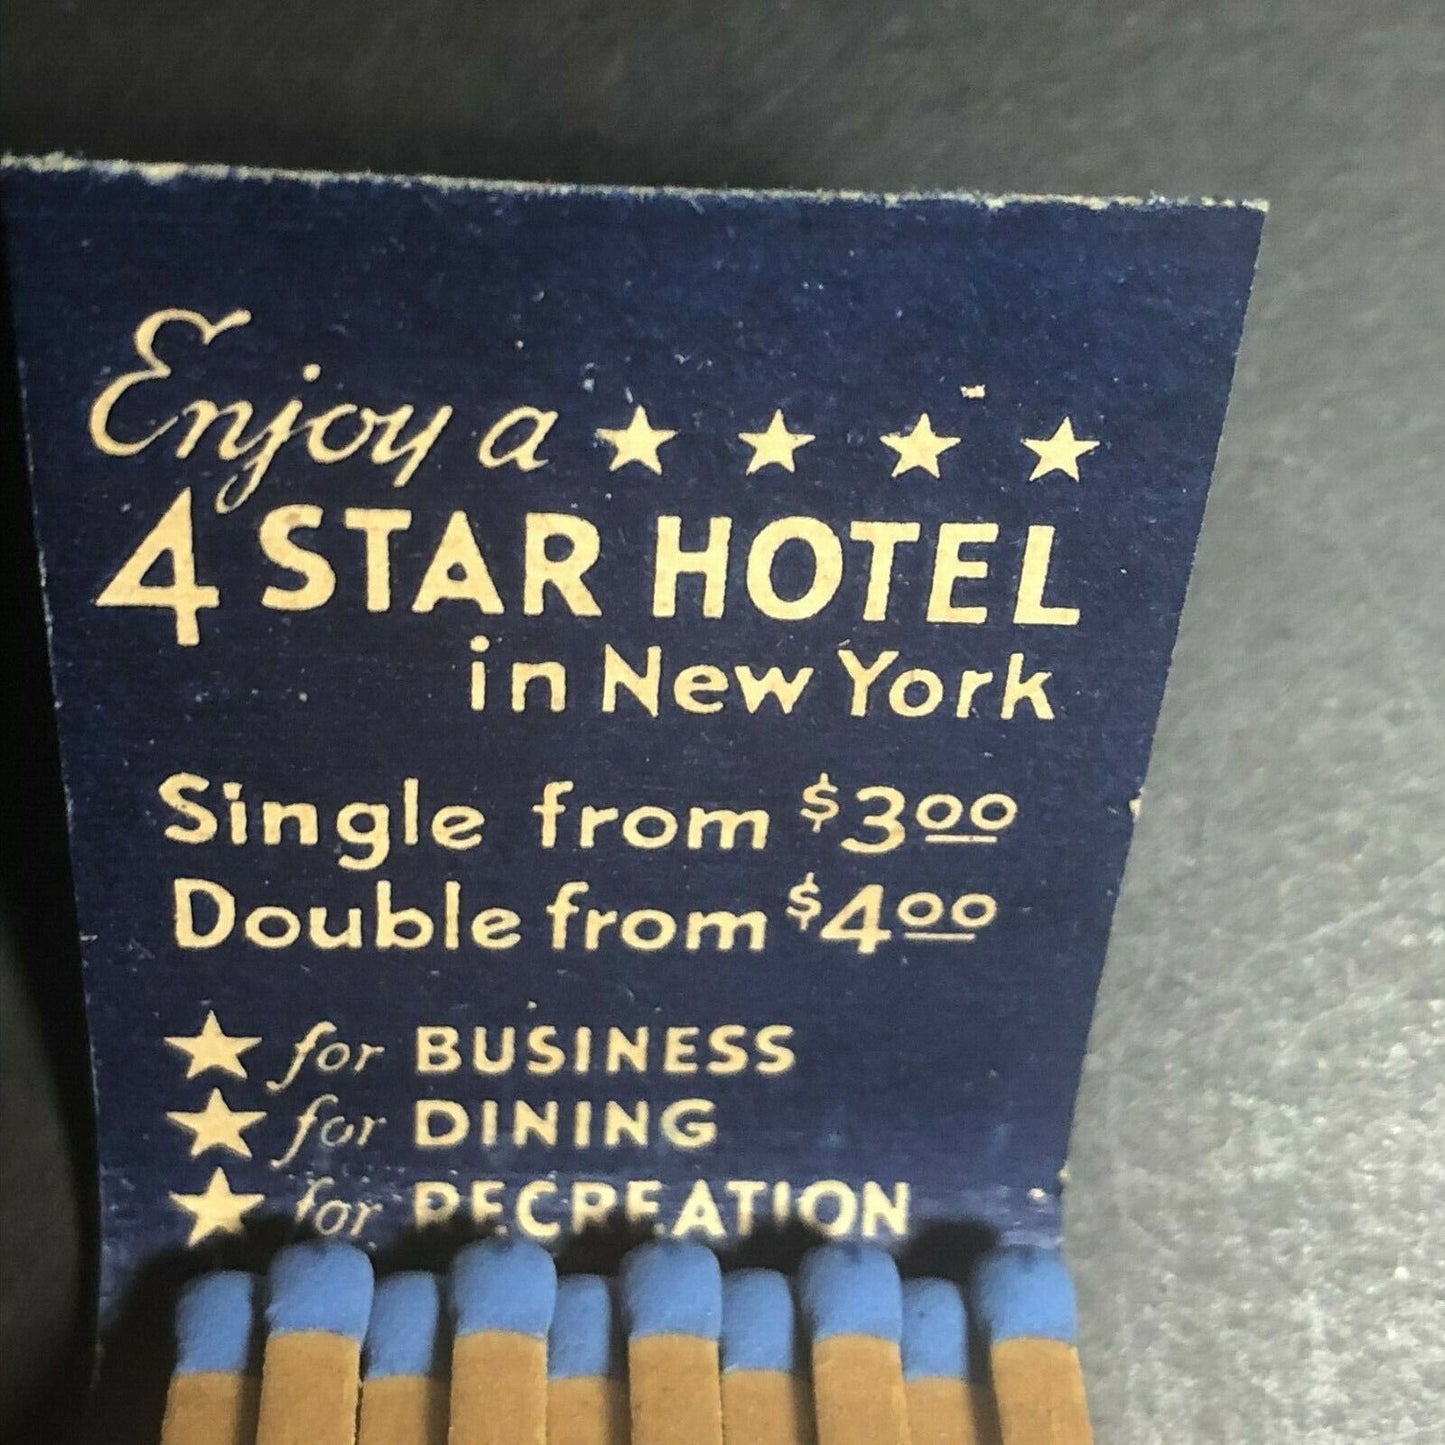 Enjoy a ★ ★ ★ ★
4 STAR HOTEL
in New York
Single from $3.00
Double from $4.00
★ for BUSINESS
★ for DINING
★ for RECREATION